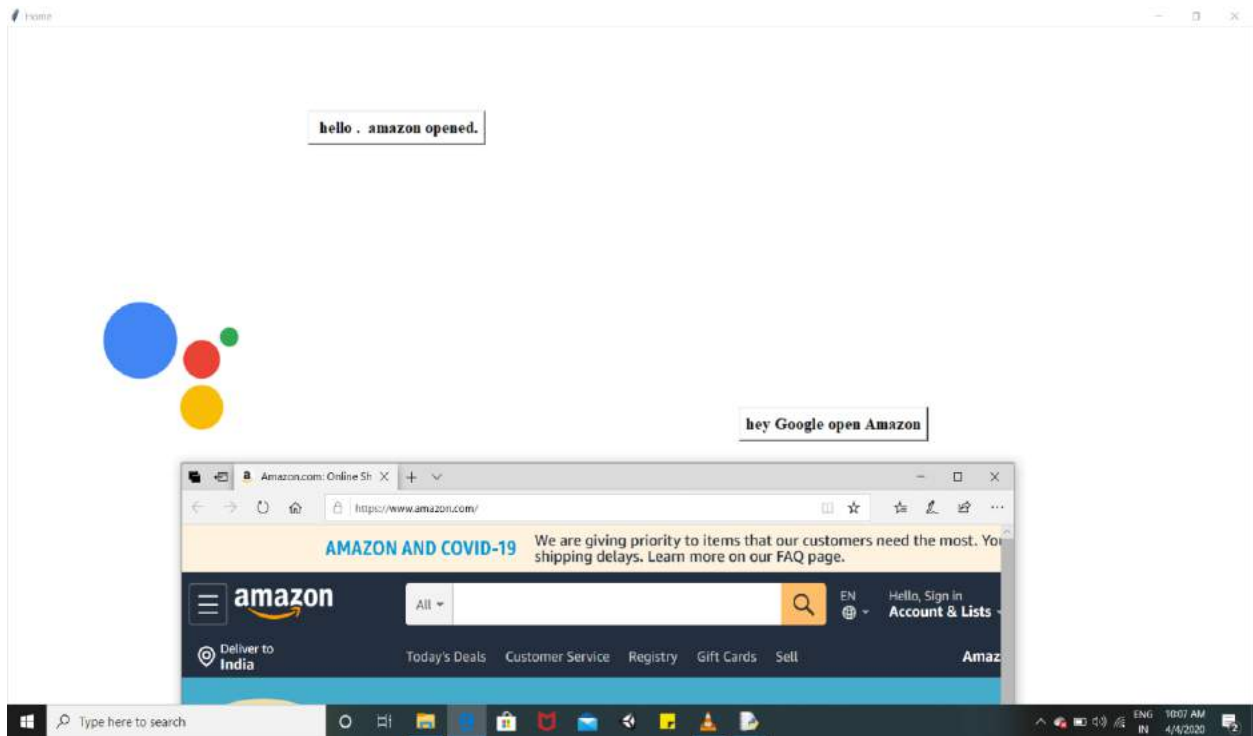 Home
hello . amazon opened.
hey Google open Amazon
a Amazon.com: Online Sh
https://www.amazon.com/
AMAZON AND COVID-19 We are giving priority to items that our customers need the most. You
shipping delays. Learn more on our FAQ page.
amazon All EN Hello, Sign in
Account & Lists
Deliver to
India Today's Deals Customer Service Registry Gift Cards Sell Amaz
Type here to search ENG 10:07 AM
IN 4/4/2020 2